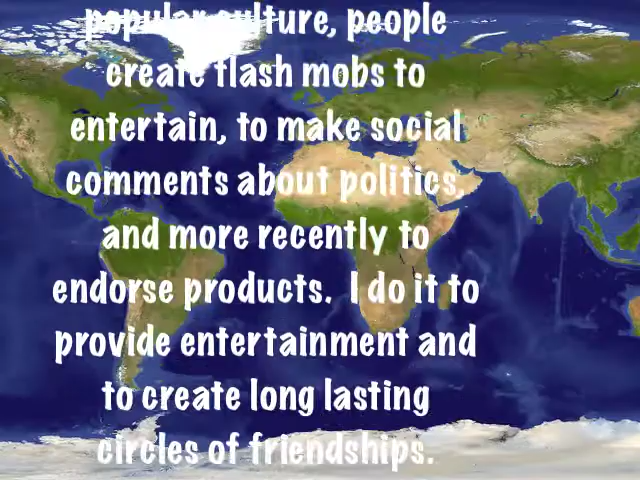 popular culture, people
create flash mobs to
entertain, to make social
comments about politics,
and more recently to
endorse products.  I do it to
provide entertainment and
to create long lasting
circles of friendships.